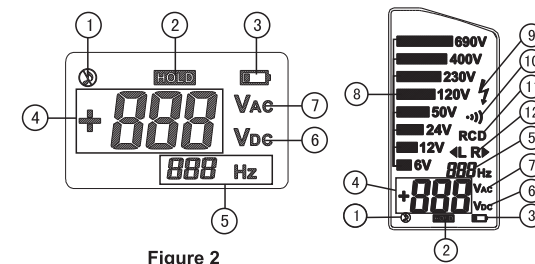 1
2
3
HOLD
4
+ 888
VAC
7
VDC
6
888 Hz
5
Figure 2
690V
400V
230V
120V
50V
24V
12V
6V
8
RCD
◀L R▶
888Hz
+888
VAC
VDC
HOLD
9
10
11
12
5
4
7
6
1
3
2